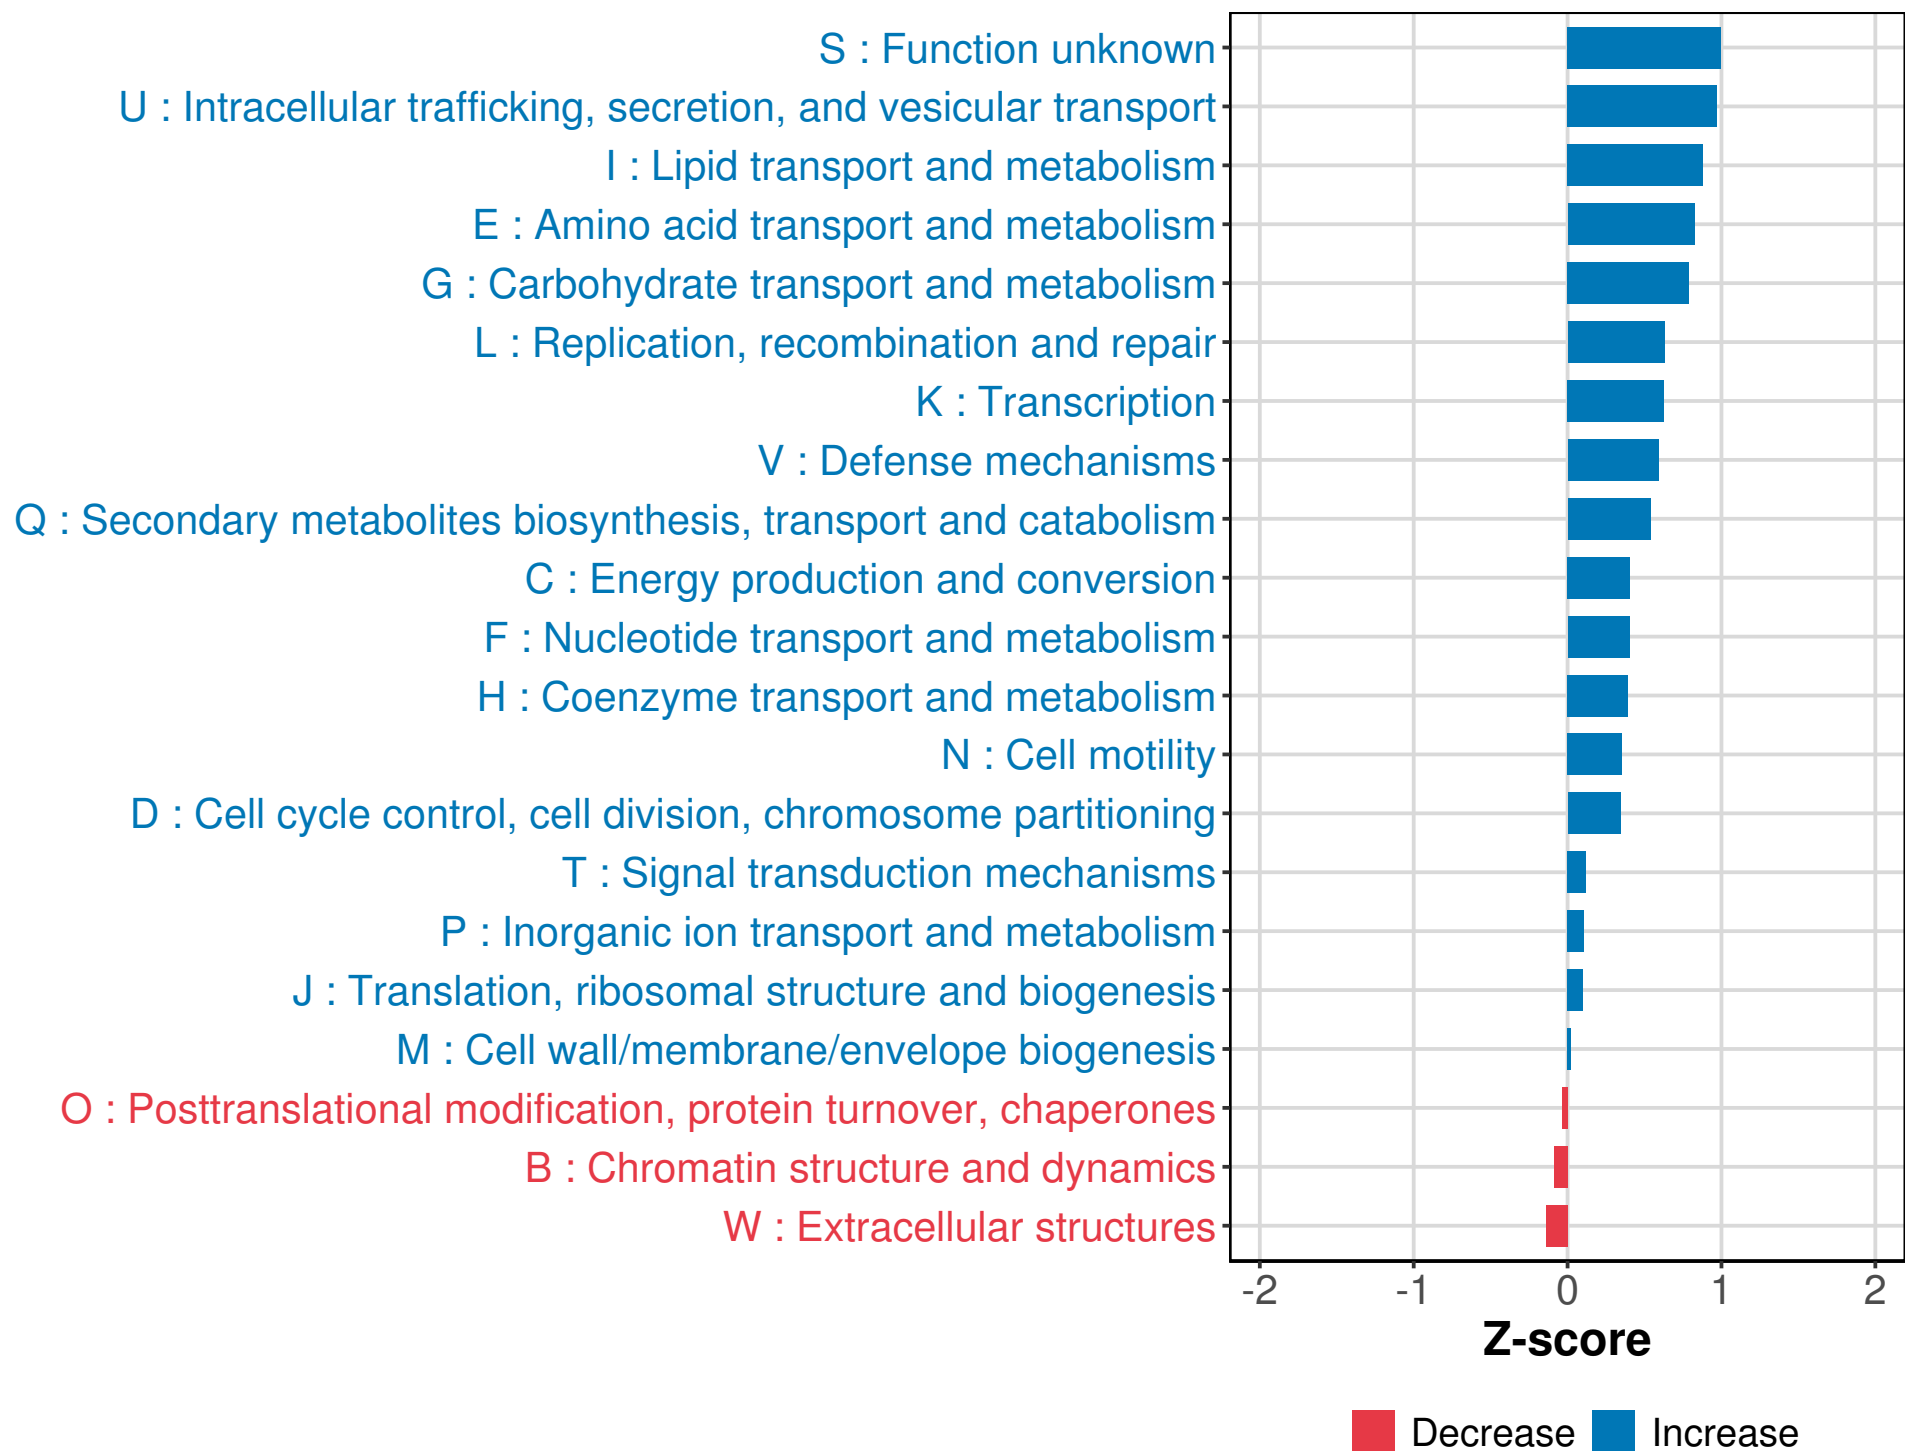 S : Function unknown
U : Intracellular trafficking, secretion, and vesicular transport
I : Lipid transport and metabolism
E : Amino acid transport and metabolism
G : Carbohydrate transport and metabolism
L : Replication, recombination and repair
K : Transcription
V : Defense mechanisms
Q : Secondary metabolites biosynthesis, transport and catabolism
C : Energy production and conversion
F : Nucleotide transport and metabolism
H : Coenzyme transport and metabolism
N : Cell motility
D : Cell cycle control, cell division, chromosome partitioning
T : Signal transduction mechanisms
P : Inorganic ion transport and metabolism
J : Translation, ribosomal structure and biogenesis
M : Cell wall/membrane/envelope biogenesis
O : Posttranslational modification, protein turnover, chaperones
B : Chromatin structure and dynamics
W : Extracellular structures
-2 -1 0 1 2
Z-score
Decrease Increase